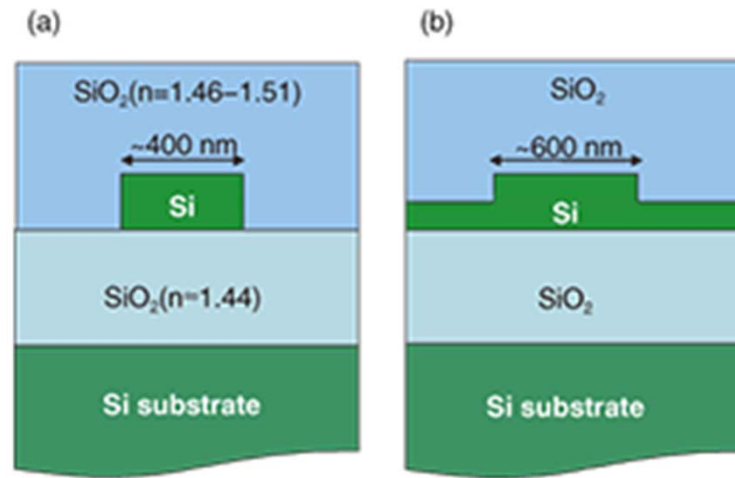 (a)
SiO₂(n=1.46−1.51)
~400 nm
Si
SiO₂(n=1.44)
Si substrate
(b)
SiO₂
~600 nm
Si
SiO₂
Si substrate